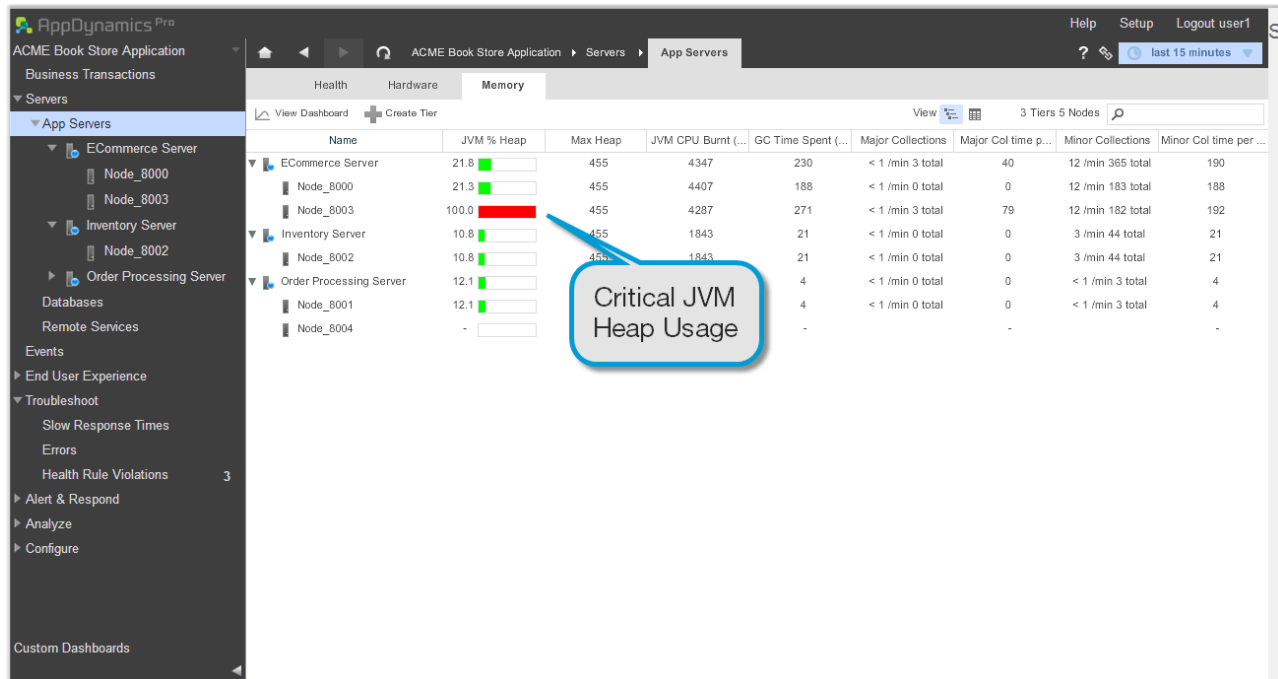 AppDynamics Pro
Help Setup Logout user1
ACME Book Store Application
ACME Book Store Application Servers App Servers
? last 15 minutes
S
Business Transactions
Servers
App Servers
ECommerce Server
Node_8000
Node_8003
Inventory Server
Node_8002
Order Processing Server
Databases
Remote Services
Events
End User Experience
Troubleshoot
Slow Response Times
Errors
Health Rule Violations 3
Alert & Respond
Analyze
Configure
Custom Dashboards
Health Hardware Memory
View Dashboard Create Tier View 3 Tiers 5 Nodes
Name JVM % Heap Max Heap JVM CPU Burnt (... GC Time Spent (... Major Collections Major Col time p... Minor Collections Minor Col time per ...
ECommerce Server 21.8 455 4347 230 < 1 /min 3 total 40 12 /min 365 total 190
Node_8000 21.3 455 4407 188 < 1 /min 0 total 0 12 /min 183 total 188
Node_8003 100.0 455 4287 271 < 1 /min 3 total 79 12 /min 182 total 192
Inventory Server 10.8 455 1843 21 < 1 /min 0 total 0 3 /min 44 total 21
Node_8002 10.8 455 1843 21 < 1 /min 0 total 0 3 /min 44 total 21
Order Processing Server 12.1 4 < 1 /min 0 total 0 < 1 /min 3 total 4
Node_8001 12.1 4 < 1 /min 0 total 0 < 1 /min 3 total 4
Node_8004 - - - -
Critical JVM
Heap Usage